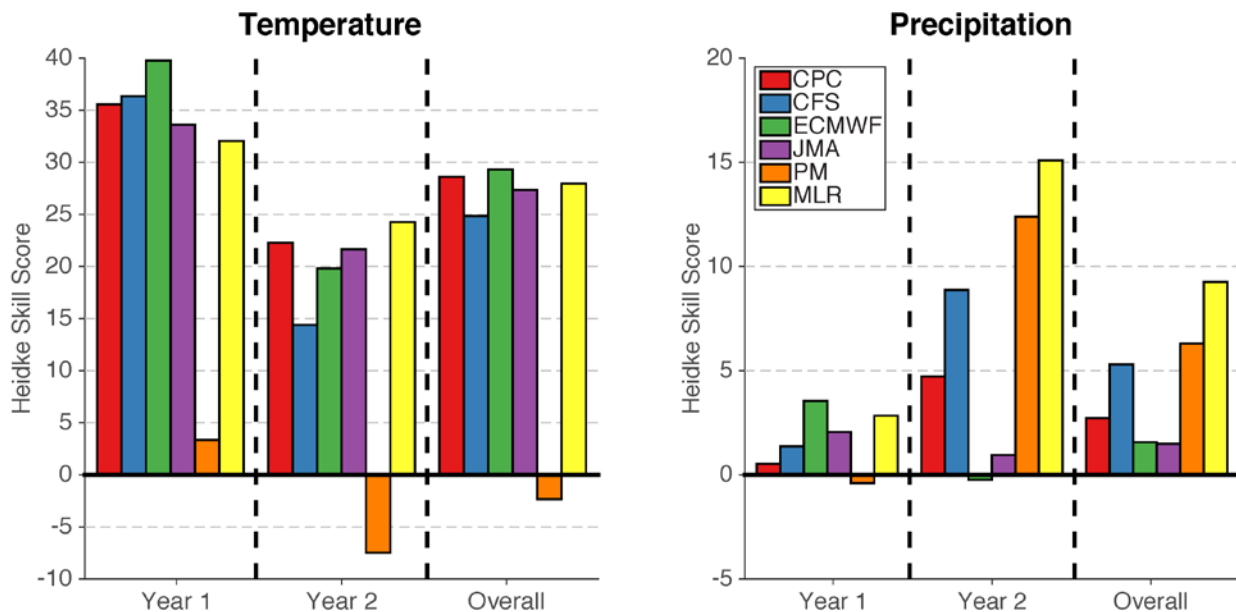 Temperature
Heidke Skill Score
40
35
30
25
20
15
10
5
0
-5
-10
Year 1
Year 2
Overall
Precipitation
Heidke Skill Score
20
15
10
5
0
-5
CPC
CFS
ECMWF
JMA
PM
MLR
Year 1
Year 2
Overall